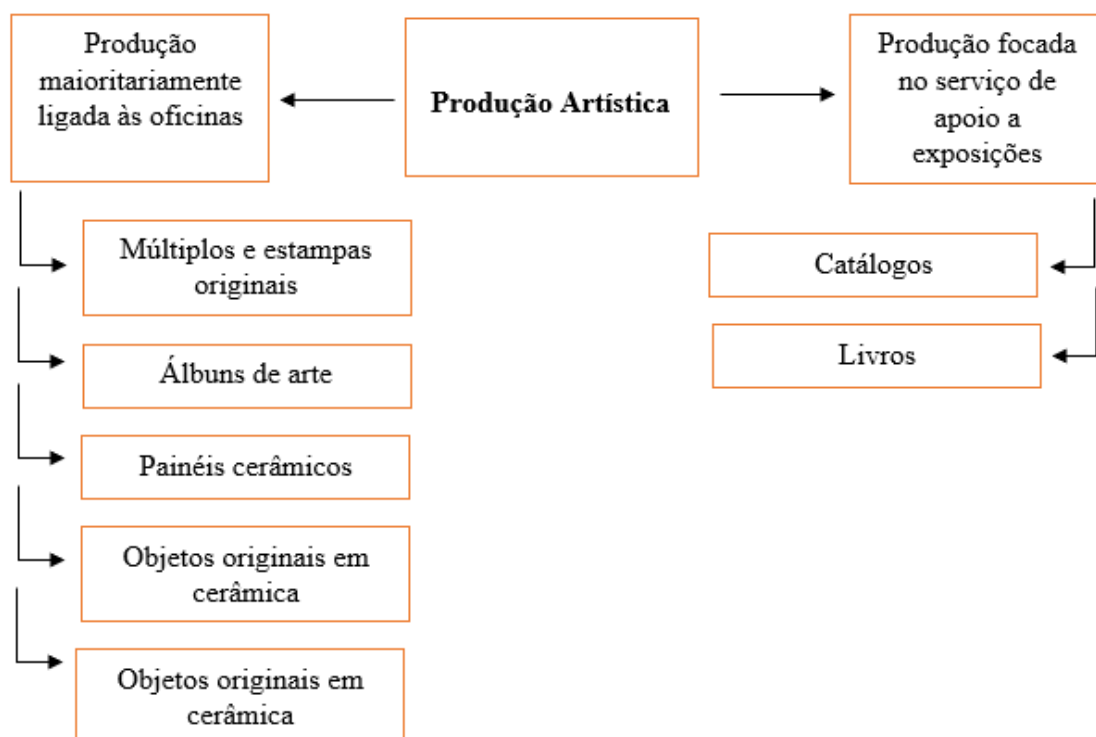 Produção
maioritariamente
ligada às oficinas
Produção Artística
Produção focada
no serviço de
apoio a
exposições
Múltiplos e estampas
originais
Álbuns de arte
Painéis cerâmicos
Objetos originais em
cerâmica
Objetos originais em
cerâmica
Catálogos
Livros